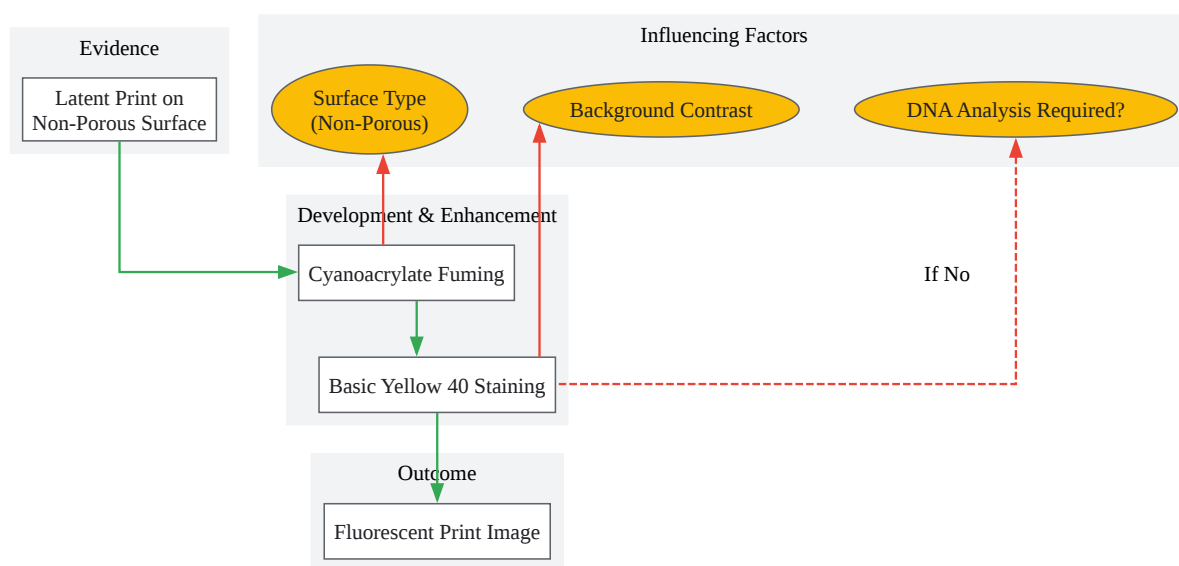 Evidence
Latent Print on
Non-Porous Surface
Influencing Factors
Surface Type
(Non-Porous)
Background Contrast
DNA Analysis Required?
Development & Enhancement
Cyanoacrylate Fuming
If No
Basic Yellow 40 Staining
Outcome
Fluorescent Print Image